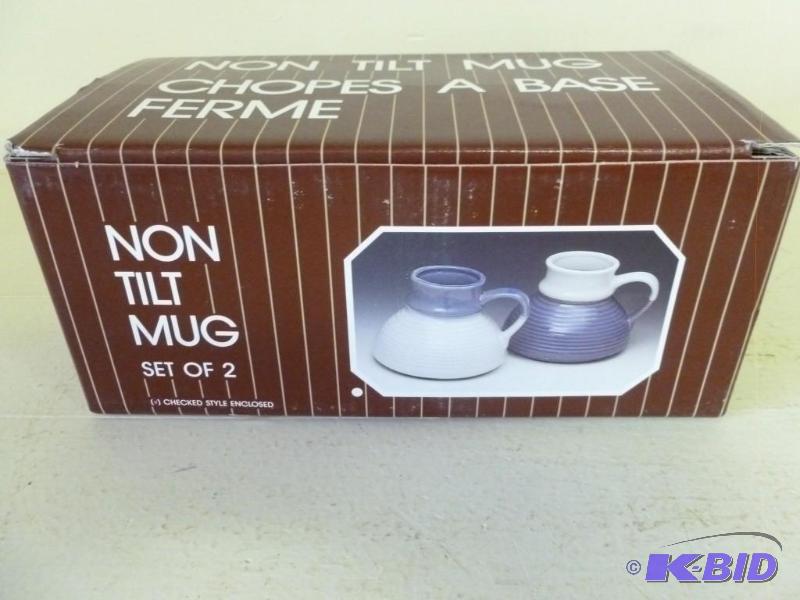 NON TILT MUG
CHOPES A BASE
FERME
NON
TILT
MUG
SET OF 2
(✓) CHECKED STYLE ENCLOSED
© K-BID